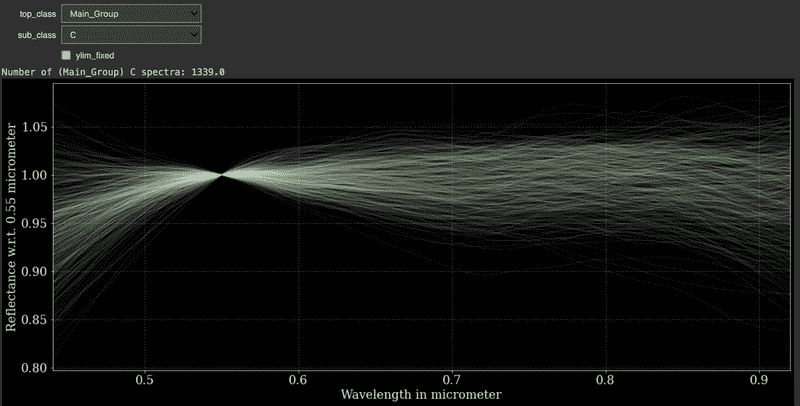 top_class Main_Group
sub_class C
ylim_fixed
Number of (Main_Group) C spectra: 1339.0
Reflectance w.r.t. 0.55 micrometer
1.05
1.00
0.95
0.90
0.85
0.80
0.5 0.6 0.7 0.8 0.9
Wavelength in micrometer